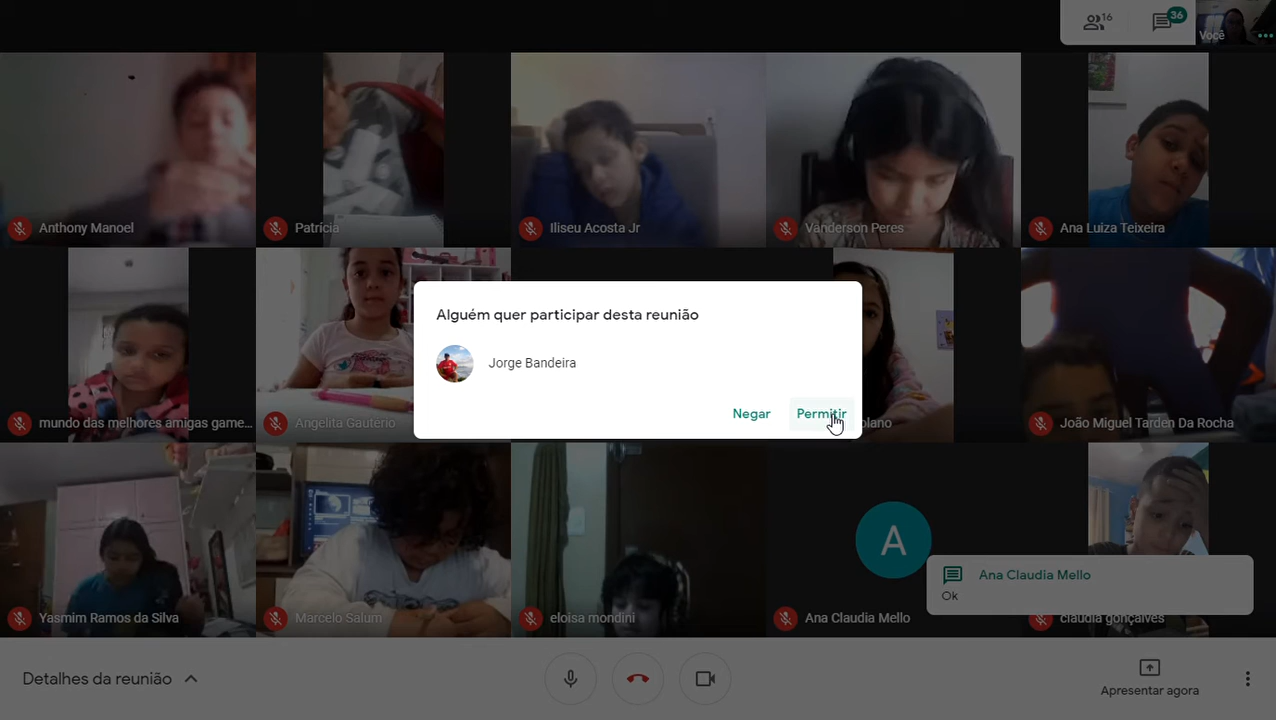 16
36
Você
Anthony Manoel
Patrícia
Iliseu Acosta Jr
Vanderson Peres
Ana Luiza Teixeira
Alguém quer participar desta reunião
Jorge Bandeira
Negar
Permitir
mundo das melhores amigas game...
Angelita Gauterio
olano
João Miguel Tarden Da Rocha
A
Ana Claudia Mello
Ok
Yasmim Ramos da Silva
Marcelo Salum
eloisa mondini
Ana Claudia Mello
claudia gonçalves
Detalhes da reunião
Apresentar agora